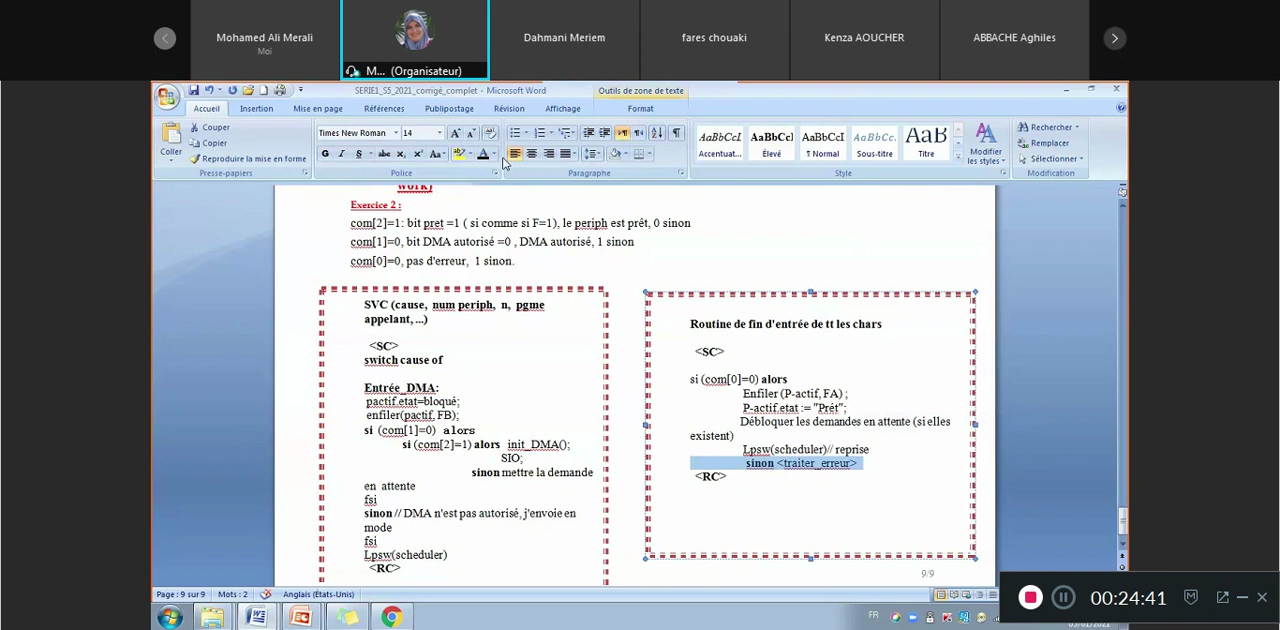 Mohamed Ali Merali
Moi
M... (Organisateur)
Dahmani Meriem
fares chouaki
Kenza AOUCHER
ABBACHE Aghiles
SERIE1_S5_2021_corrigé_complet - Microsoft Word
Outils de zone de texte
Accueil Insertion Mise en page Références Publipostage Révision Affichage Format
Coller
Couper
Copier
Reproduire la mise en forme
Presse-papiers
Times New Roman 14
G I S abc x, x² Aa
Police
Paragraphe
AaBbCcI AaBbCcI AaBbCcI AaBbCc. AaB
Accentuat... Élevé ¶ Normal Sous-titre Titre
Modifier les styles
Style
Rechercher
Remplacer
Sélectionner
Modification
work)
Exercice 2 :
com[2]=1: bit pret =1 ( si comme si F=1), le periph est prêt, 0 sinon
com[1]=0, bit DMA autorisé =0 , DMA autorisé, 1 sinon
com[0]=0, pas d'erreur, 1 sinon.
SVC (cause, num periph, n, pgme
appelant, ...)
<SC>
switch cause of
Entrée_DMA:
pactif.etat=bloqué;
enfiler(pactif, FB);
si (com[1]=0) alors
si (com[2]=1) alors init_DMA();
SIO;
sinon mettre la demande
en attente
fsi
sinon // DMA n'est pas autorisé, j'envoie en
mode
fsi
Lpsw(scheduler)
<RC>
Routine de fin d'entrée de tt les chars
<SC>
si (com[0]=0) alors
Enfiler (P-actif, FA) ;
P-actif.etat := "Prêt";
Débloquer les demandes en attente (si elles
existent)
Lpsw(scheduler)// reprise
sinon <traiter_erreur>
<RC>
9/9
Page : 9 sur 9 Mots : 2 Anglais (États-Unis)
FR
00:24:41